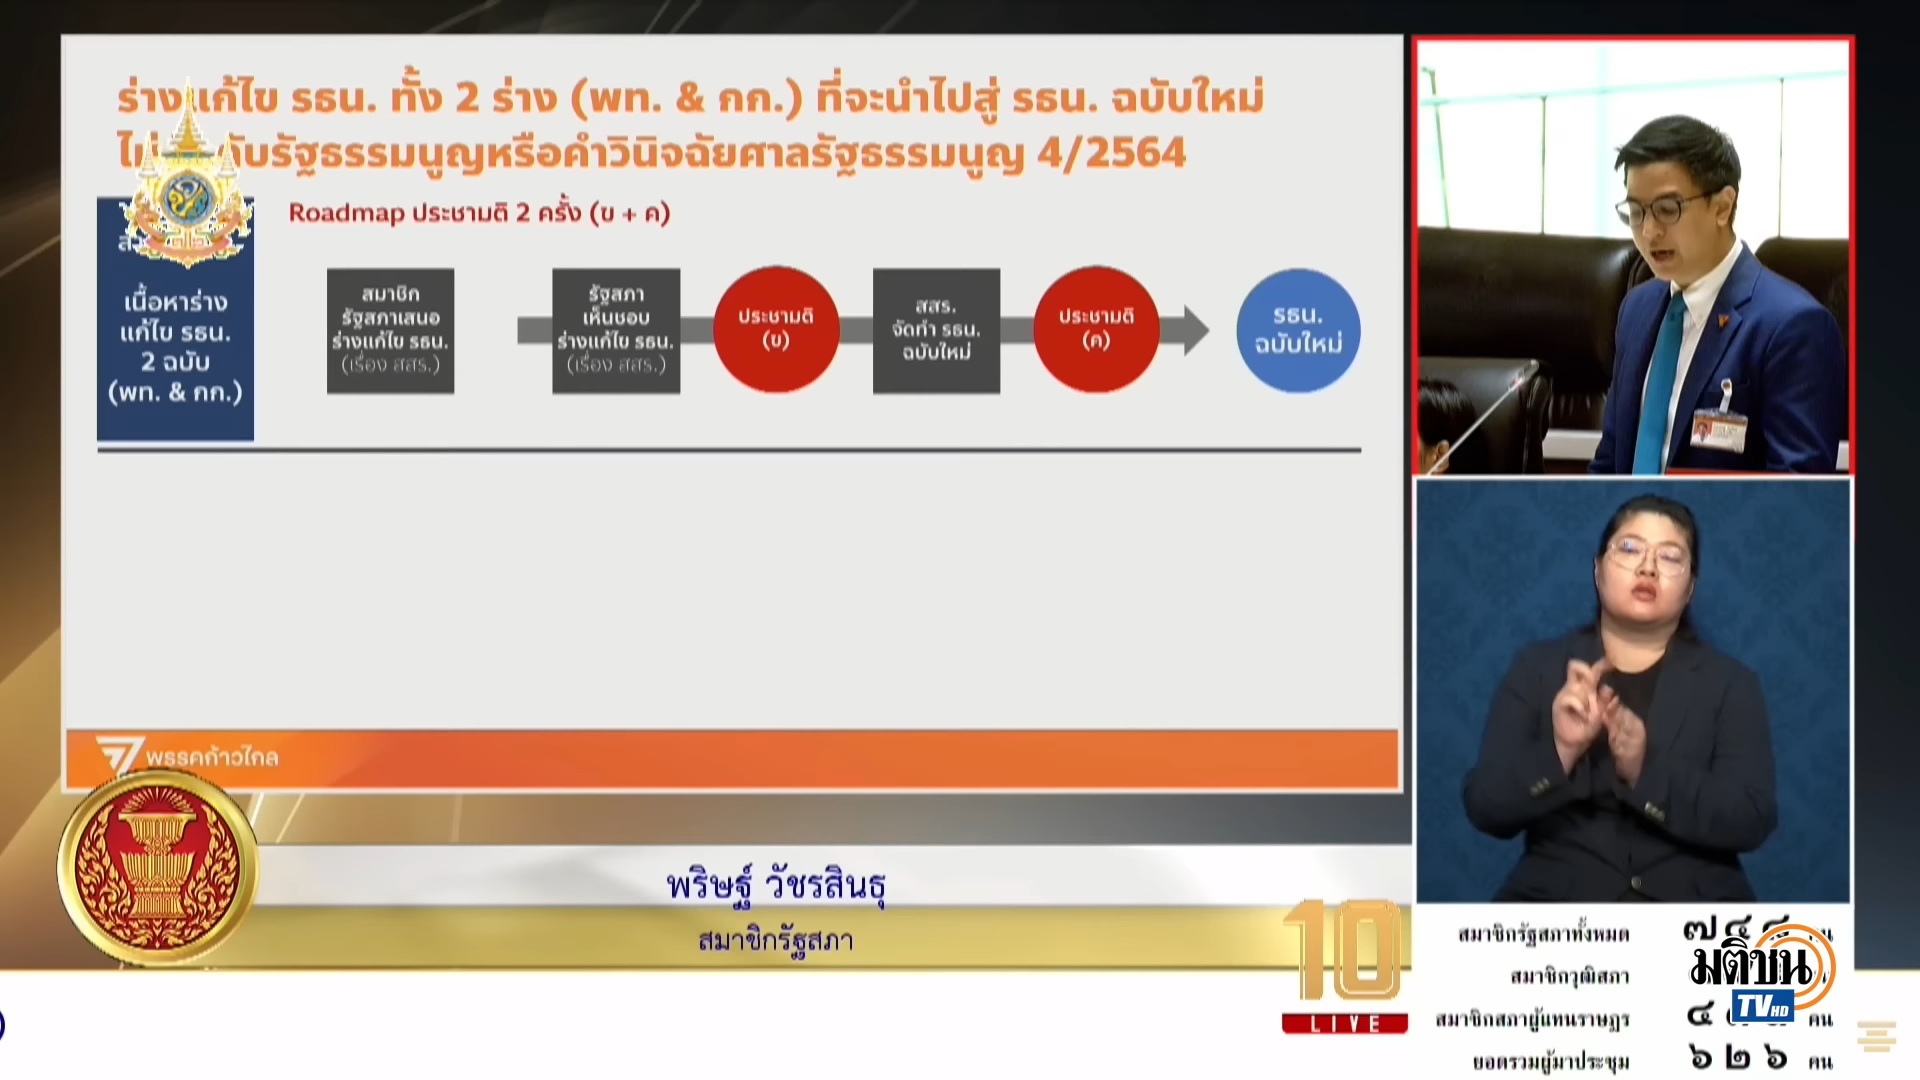 ร่างแก้ไข รธน. ทั้ง 2 ร่าง (พท. & กก.) ที่จะนำไปสู่ รธน. ฉบับใหม่
กับรัฐธรรมนูญหรือคำวินิจฉัยศาลรัฐธรรมนูญ 4/2564
Roadmap ประชามติ 2 ครั้ง (ข + ค)
เนื้อหาร่าง
แก้ไข รธน.
2 ฉบับ
(พท. & กก.)
สมาชิก
รัฐสภาเสนอ
ร่างแก้ไข รธน.
(เรื่อง สสร.)
รัฐสภา
เห็นชอบ
ร่างแก้ไข รธน.
(เรื่อง สสร.)
ประชามติ
(ข)
สสร.
จัดทำ รธน.
ฉบับใหม่
ประชามติ
(ค)
รธน.
ฉบับใหม่
พรรคก้าวไกล
พริษฐ์ วัชรสินธุ
สมาชิกรัฐสภา
10
LIVE
สมาชิกรัฐสภาทั้งหมด
สมาชิกวุฒิสภา
สมาชิกสภาผู้แทนราษฎร คน
ยอดรวมผู้มาประชุม ๖๒๖ คน
มติชน
TV HD